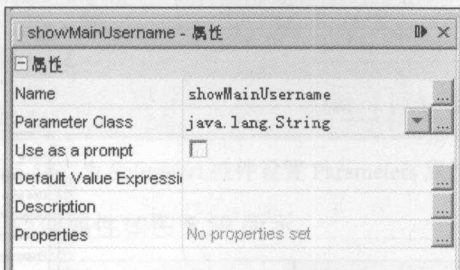 showMainUsername - 属性
属性
Name showMainUsername ...
Parameter Class java.lang.String ...
Use as a prompt
Default Value Expressi ...
Description ...
Properties No properties set ...